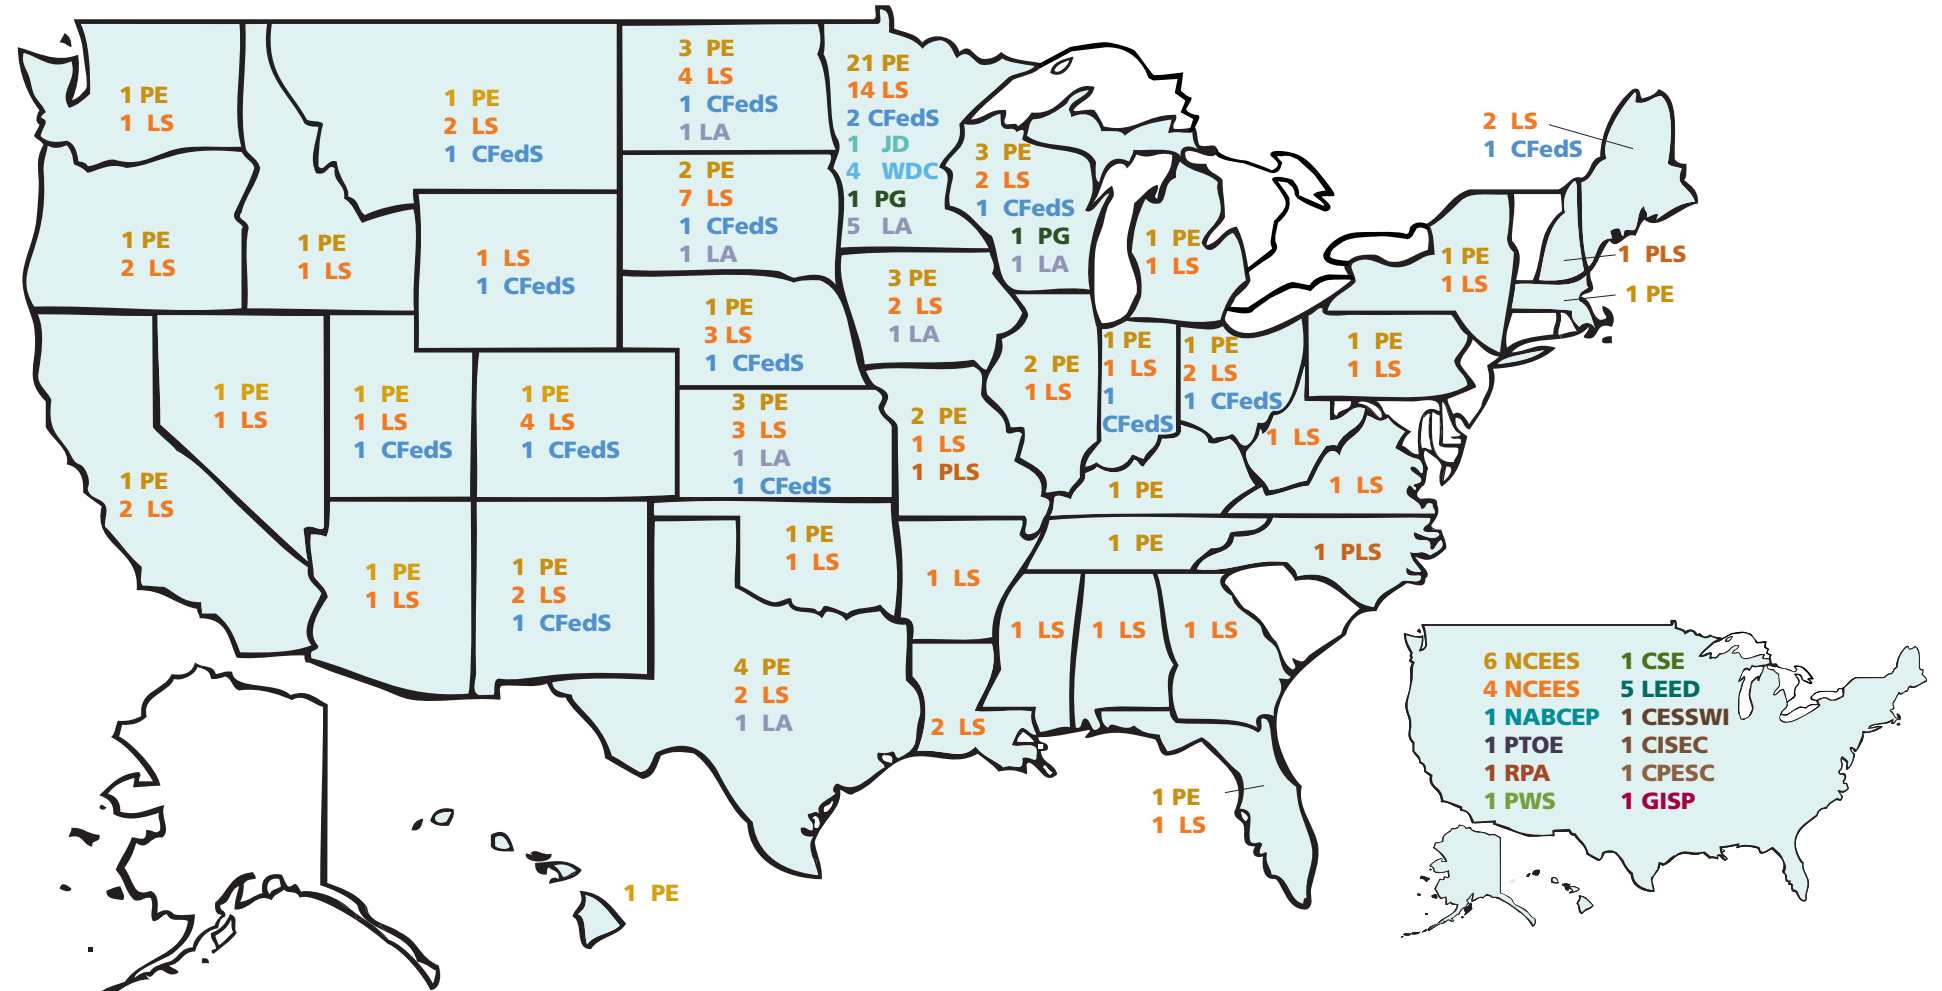 1 PE
1 LS
1 PE
2 LS
1 CFedS
3 PE
4 LS
1 CFedS
1 LA
21 PE
14 LS
2 CFedS
1 JD
4 WDC
1 PG
5 LA
3 PE
2 LS
1 CFedS
1 PG
1 LA
2 LS
1 CFedS
1 PE
2 LS
1 PE
1 LS
1 LS
1 CFedS
2 PE
7 LS
1 CFedS
1 LA
1 PE
1 LS
1 PE
1 LS
1 PLS
1 PE
1 PE
3 LS
1 CFedS
3 PE
2 LS
1 LA
2 PE
1 LS
1 PE
1 LS
1
CFedS
1 PE
2 LS
1 CFedS
1 PE
1 LS
1 PE
1 LS
1 PE
1 LS
1 CFedS
1 PE
4 LS
1 CFedS
3 PE
3 LS
1 LA
1 CFedS
2 PE
1 LS
1 PLS
1 LS
1 LS
1 PE
1 PE
2 LS
1 PE
1 LS
1 PE
2 LS
1 CFedS
1 PE
1 LS
1 LS
1 PE
1 PLS
1 LS
1 LS
1 LS
4 PE
2 LS
1 LA
2 LS
1 PE
1 LS
1 PE
6 NCEES
4 NCEES
1 NABCEP
1 PTOE
1 RPA
1 PWS
1 CSE
5 LEED
1 CESSWI
1 CISEC
1 CPESC
1 GISP